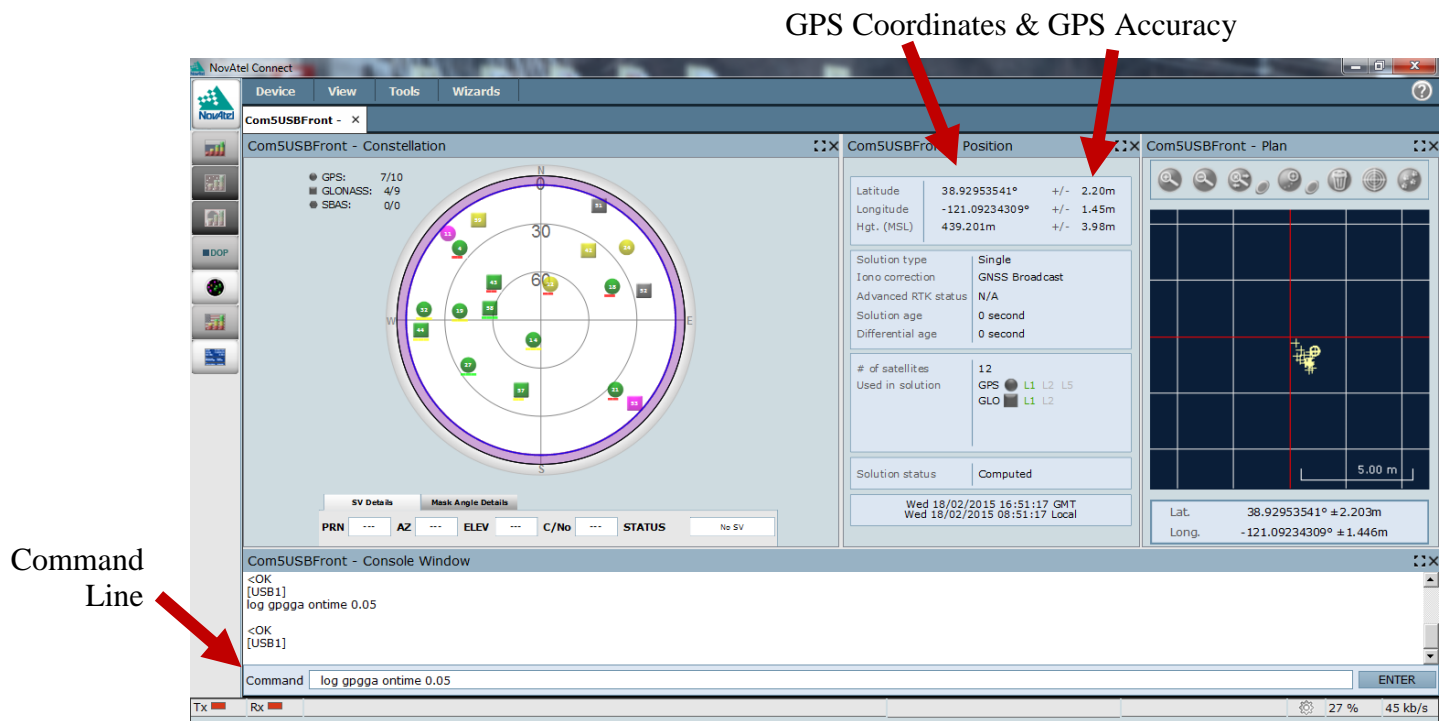 GPS Coordinates & GPS Accuracy
NovAtel Connect
NovAtel
Device View Tools Wizards
Com5USBFront - ×
Com5USBFront - Constellation
GPS: 7/10
GLONASS: 4/9
SBAS: 0/0
N
0
30
60
W
E
S
DOP
SV Details Mask Angle Details
PRN --- AZ --- ELEV --- C/No --- STATUS No SV
Position
Latitude 38.92953541° +/- 2.20m
Longitude -121.09234309° +/- 1.45m
Hgt. (MSL) 439.201m +/- 3.98m
Solution type Single
Iono correction GNSS Broadcast
Advanced RTK status N/A
Solution age 0 second
Differential age 0 second
# of satellites 12
Used in solution GPS L1 L2 L5
GLO L1 L2
Solution status Computed
Wed 18/02/2015 16:51:17 GMT
Wed 18/02/2015 08:51:17 Local
Com5USBFront - Plan
5.00 m
Lat. 38.92953541° ±2.203m
Long. -121.09234309° ±1.446m
Command
Line
Com5USBFront - Console Window
<OK
[USB1]
log gpgga ontime 0.05
<OK
[USB1]
Command log gpgga ontime 0.05 ENTER
Tx Rx 27 % 45 kb/s